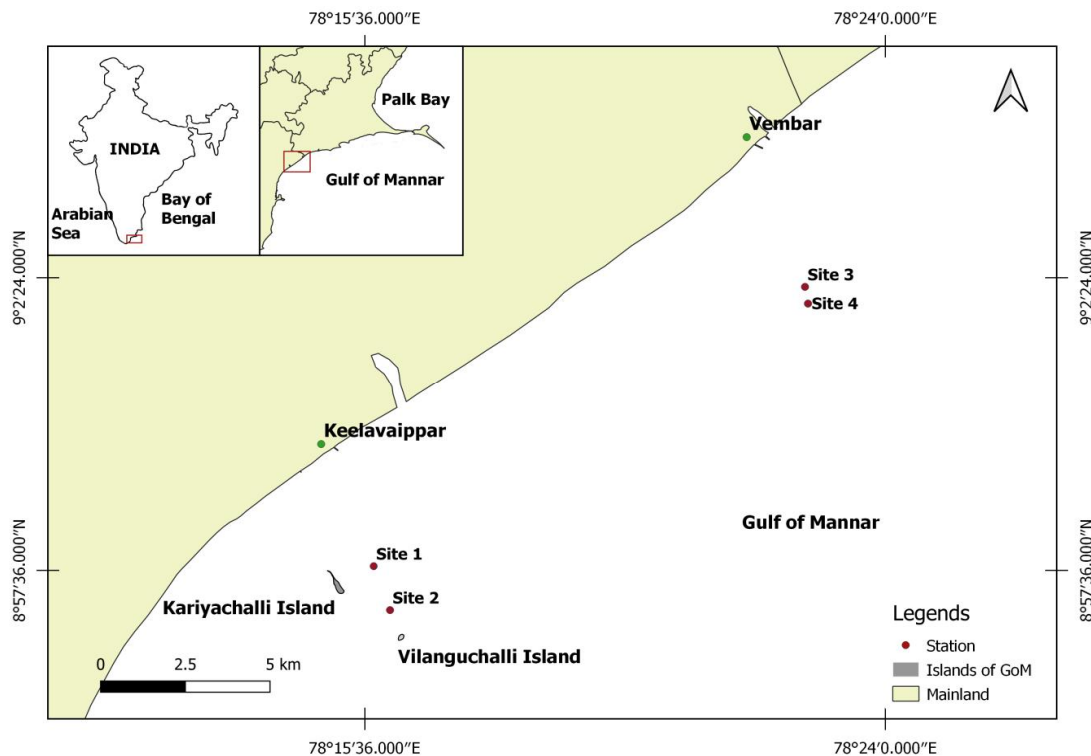 78°15′36.000″E
78°24′0.000″E
INDIA
Arabian
Sea
Bay of
Bengal
Palk Bay
Gulf of Mannar
Vembar
9°2′24.000″N
9°2′24.000″N
Site 3
Site 4
Keelavaippar
Gulf of Mannar
Site 1
8°57′36.000″N
8°57′36.000″N
Kariyachalli Island
Site 2
Vilanguchalli Island
0 2.5 5 km
Legends
Station
Islands of GoM
Mainland
78°15′36.000″E
78°24′0.000″E